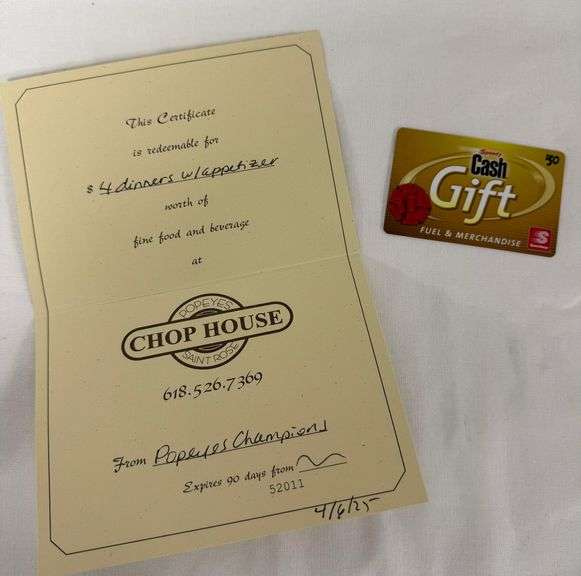 This Certificate
is redeemable for
$ 4 dinners w/appetizer
worth of
fine food and beverage
at
POPEYES
CHOP HOUSE
SAINT ROSE
618.526.7369
From Popeyes Champions
Expires 90 days from
52011
4/6/25
$50
Speedy
Cash
Gift
FUEL & MERCHANDISE
S